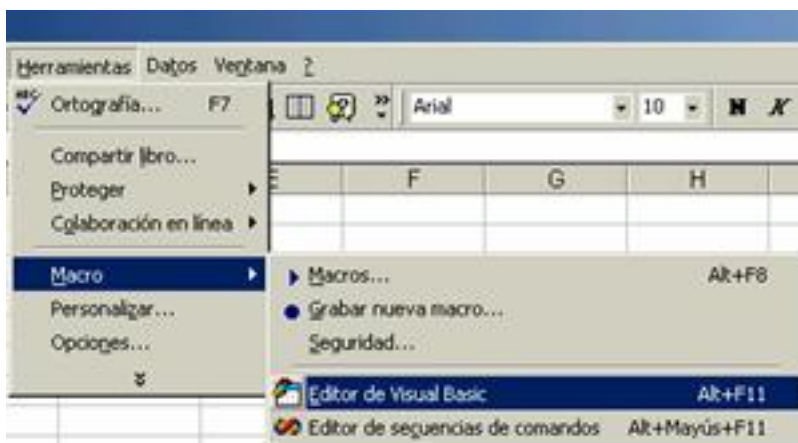 Herramientas Datos Ventana ?
ABC Ortografía... F7
Arial 10 N K
Compartir libro...
Proteger
Colaboración en línea
E F G H
Macro
Personalizar...
Opciones...
Macros... Alt+F8
Grabar nueva macro...
Seguridad...
Editor de Visual Basic Alt+F11
Editor de secuencias de comandos Alt+Mayús+F11